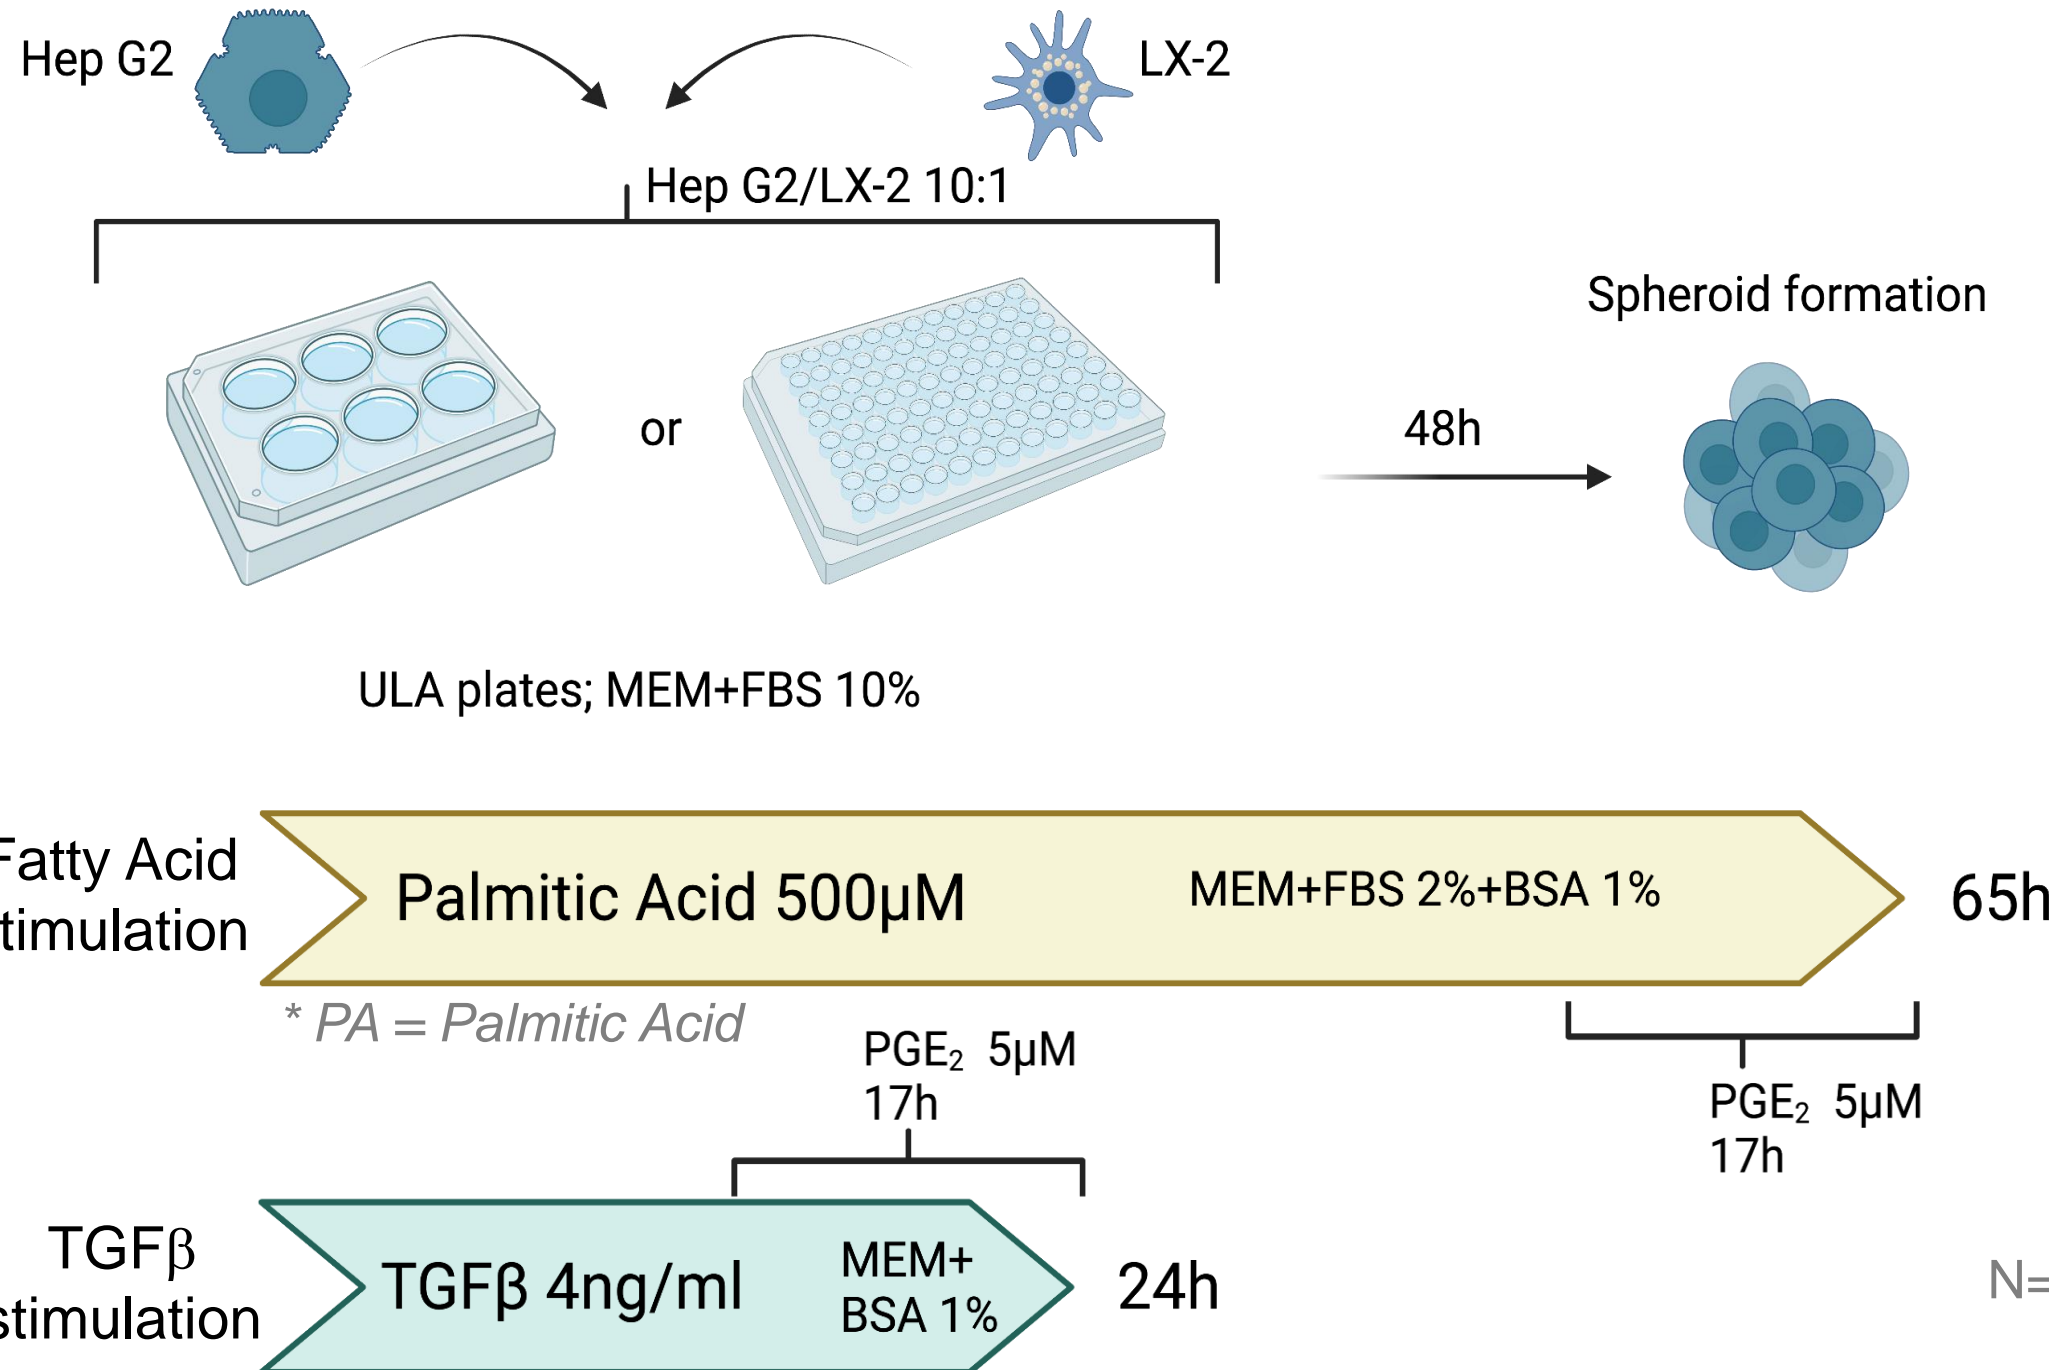 Hep G2
LX-2
Hep G2/LX-2 10:1
Spheroid formation
or
48h
ULA plates; MEM+FBS 10%
Fatty Acid
timulation
Palmitic Acid 500µM
MEM+FBS 2%+BSA 1%
65h
* PA = Palmitic Acid
PGE₂ 5µM
17h
PGE₂ 5µM
17h
TGFβ
stimulation
TGFβ 4ng/ml
MEM+
BSA 1%
24h
N=